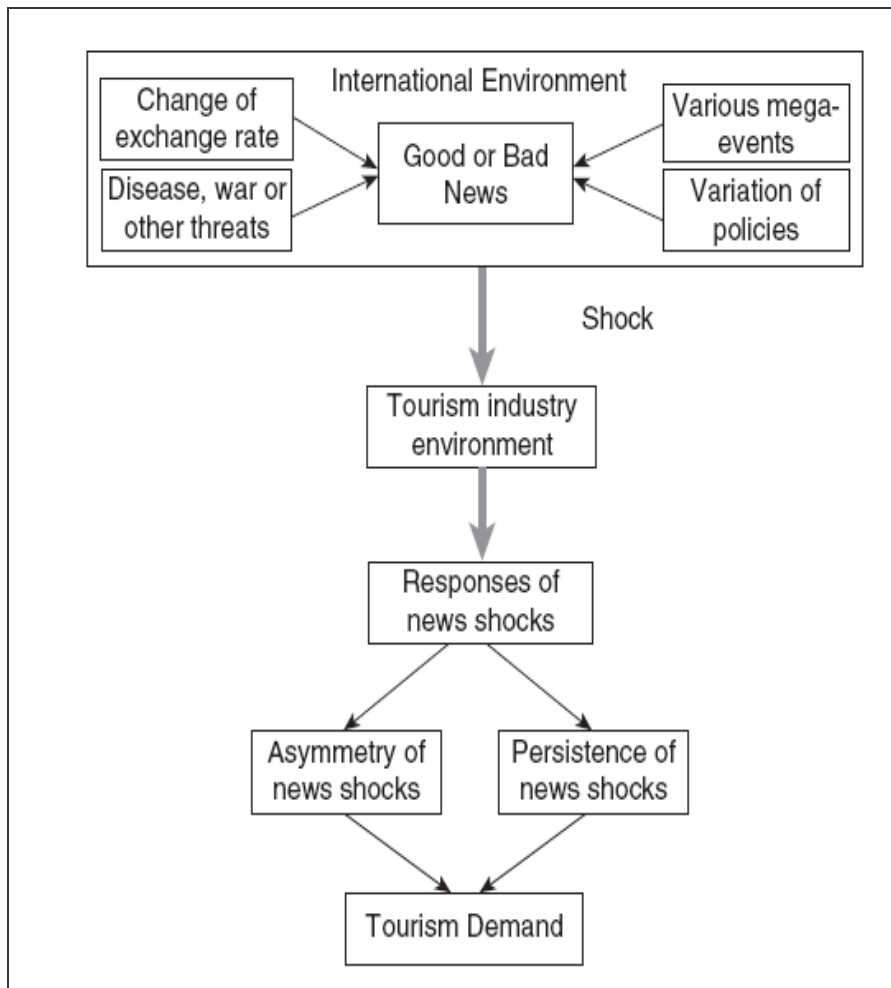 International Environment
Change of
exchange rate
Disease, war or
other threats
Good or Bad
News
Various mega-
events
Variation of
policies
Shock
Tourism industry
environment
Responses of
news shocks
Asymmetry of
news shocks
Persistence of
news shocks
Tourism Demand